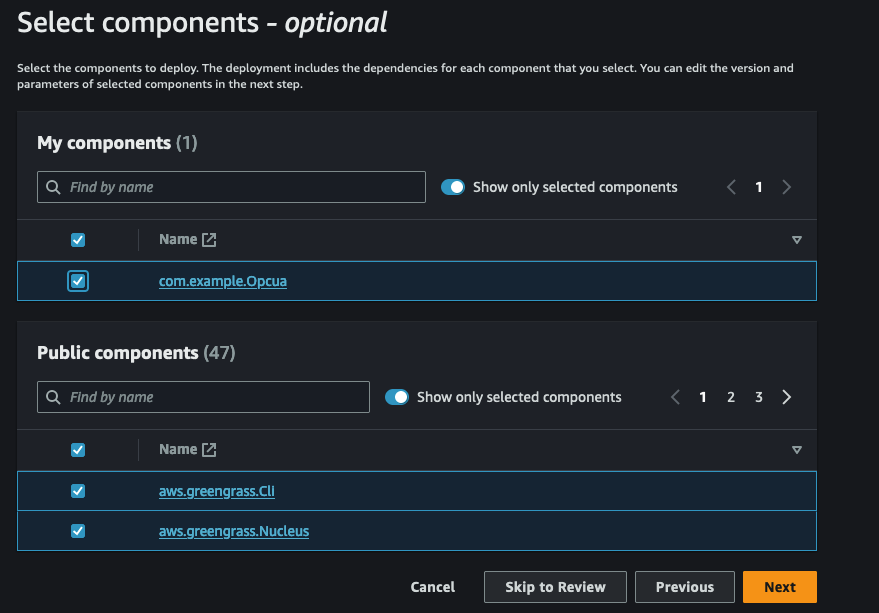 Select components - optional
Select the components to deploy. The deployment includes the dependencies for each component that you select. You can edit the version and
parameters of selected components in the next step.
My components (1)
Find by name
Show only selected components
1
Name
com.example.Opcua
Public components (47)
Find by name
Show only selected components
1 2 3
Name
aws.greengrass.Cli
aws.greengrass.Nucleus
Cancel Skip to Review Previous Next